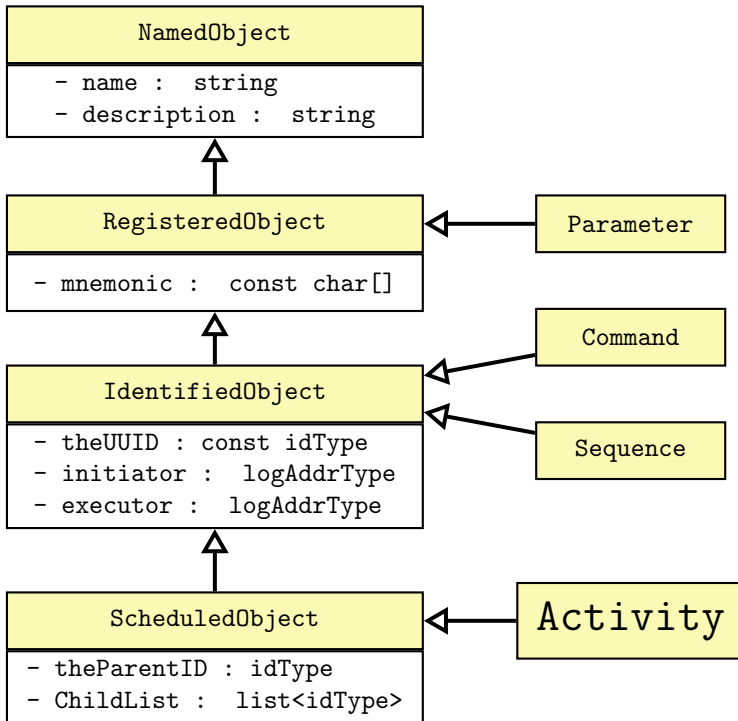 NamedObject
- name : string
- description : string
RegisteredObject
Parameter
- mnemonic : const char[]
Command
IdentifiedObject
- theUUID : const idType
- initiator : logAddrType
- executor : logAddrType
Sequence
ScheduledObject
Activity
- theParentID : idType
- ChildList : list<idType>